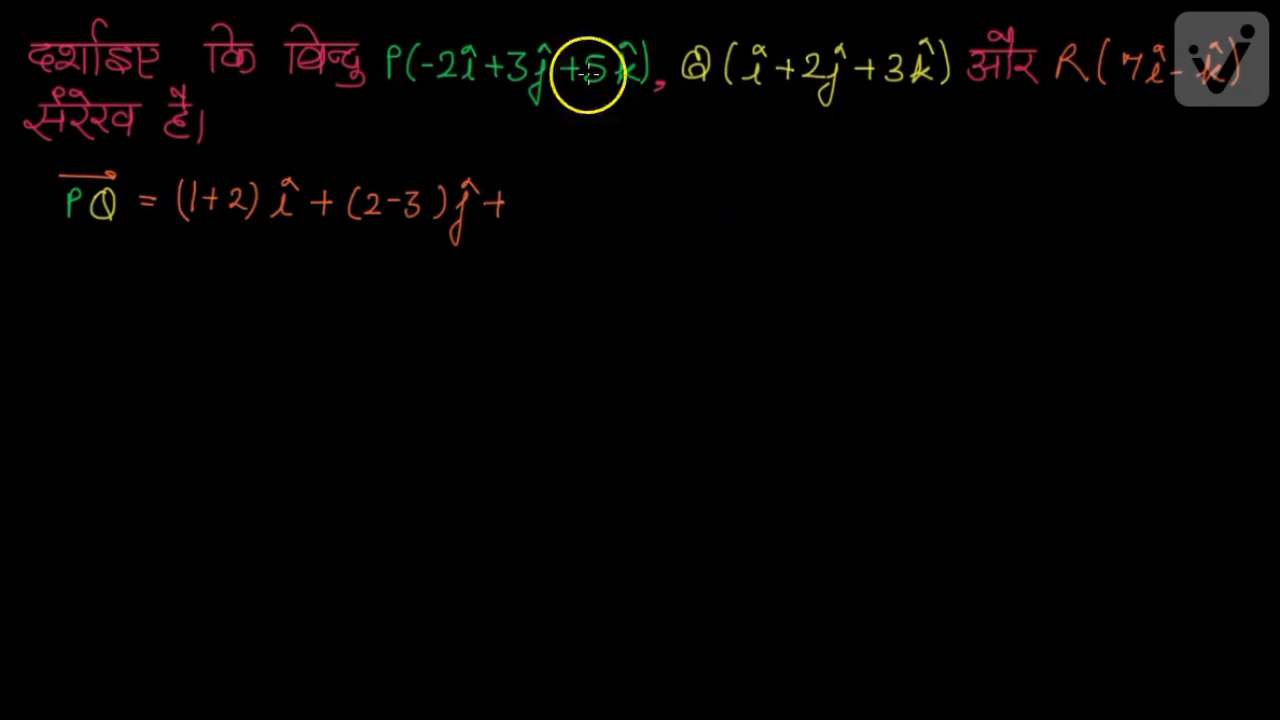 दर्शाइए कि बिन्दु P(-2î+3ĵ+5k̂), Q(î+2ĵ+3k̂) और R(7î-k̂)
संरेख है।
PQ⃗ = (1+2)î+(2-3)ĵ+